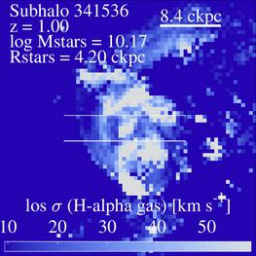 Subhalo 341536
8.4 ckpc
z = 1.00
log Mstars = 10.17
Rstars = 4.20 ckpc
los σ (H-alpha gas) [km s⁻¹]
10 20 30 40 50